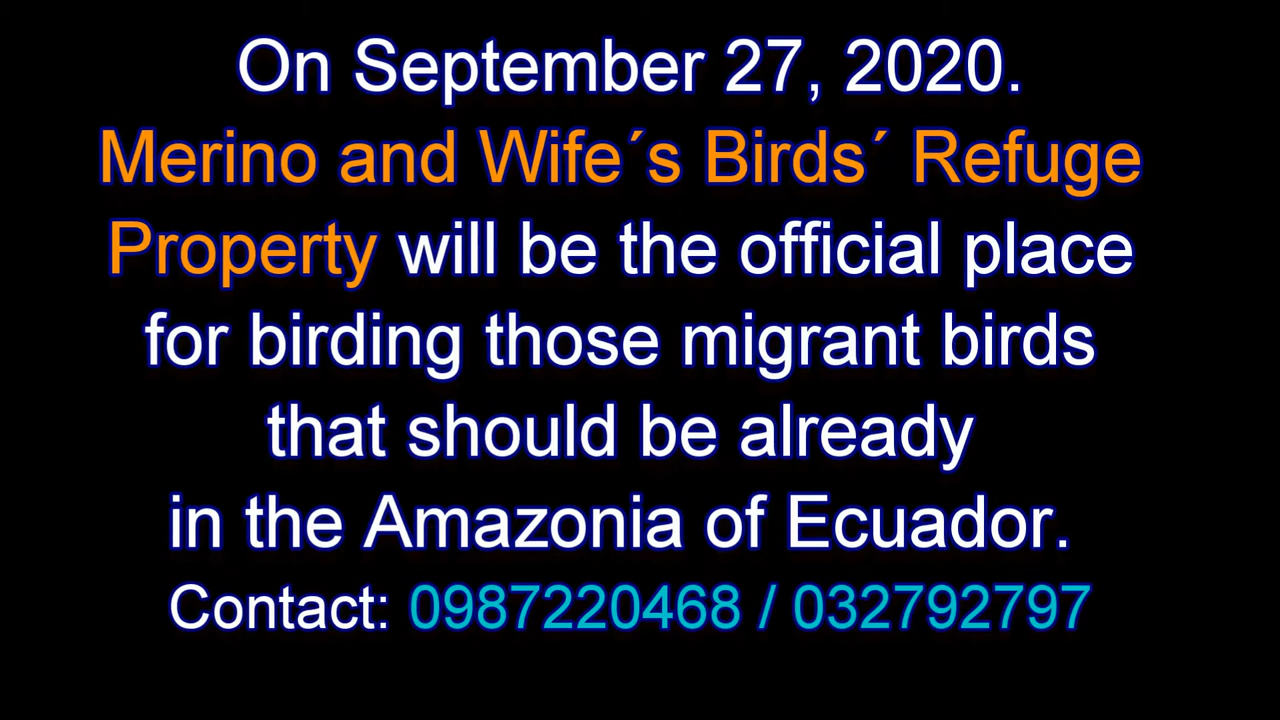 On September 27, 2020.
Merino and Wife´s Birds´ Refuge
Property will be the official place
for birding those migrant birds
that should be already
in the Amazonia of Ecuador.
Contact: 0987220468 / 032792797